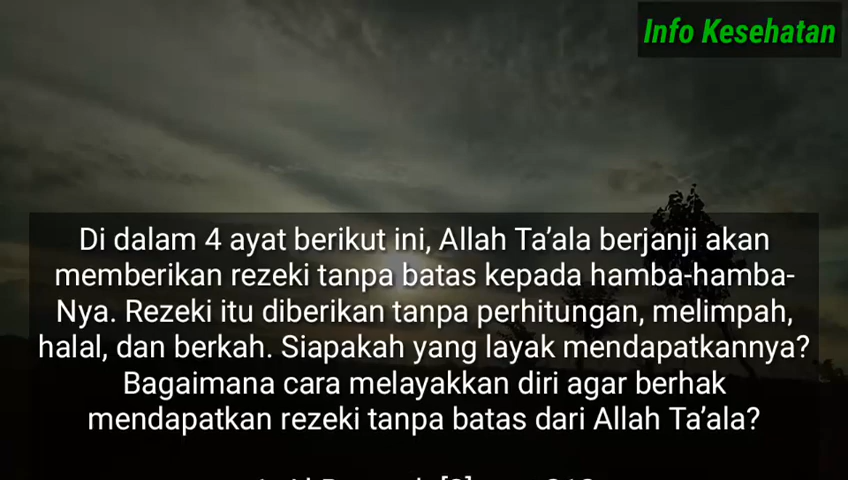 Info Kesehatan
Di dalam 4 ayat berikut ini, Allah Ta’ala berjanji akan
memberikan rezeki tanpa batas kepada hamba-hamba-
Nya. Rezeki itu diberikan tanpa perhitungan, melimpah,
halal, dan berkah. Siapakah yang layak mendapatkannya?
Bagaimana cara melayakkan diri agar berhak
mendapatkan rezeki tanpa batas dari Allah Ta’ala?